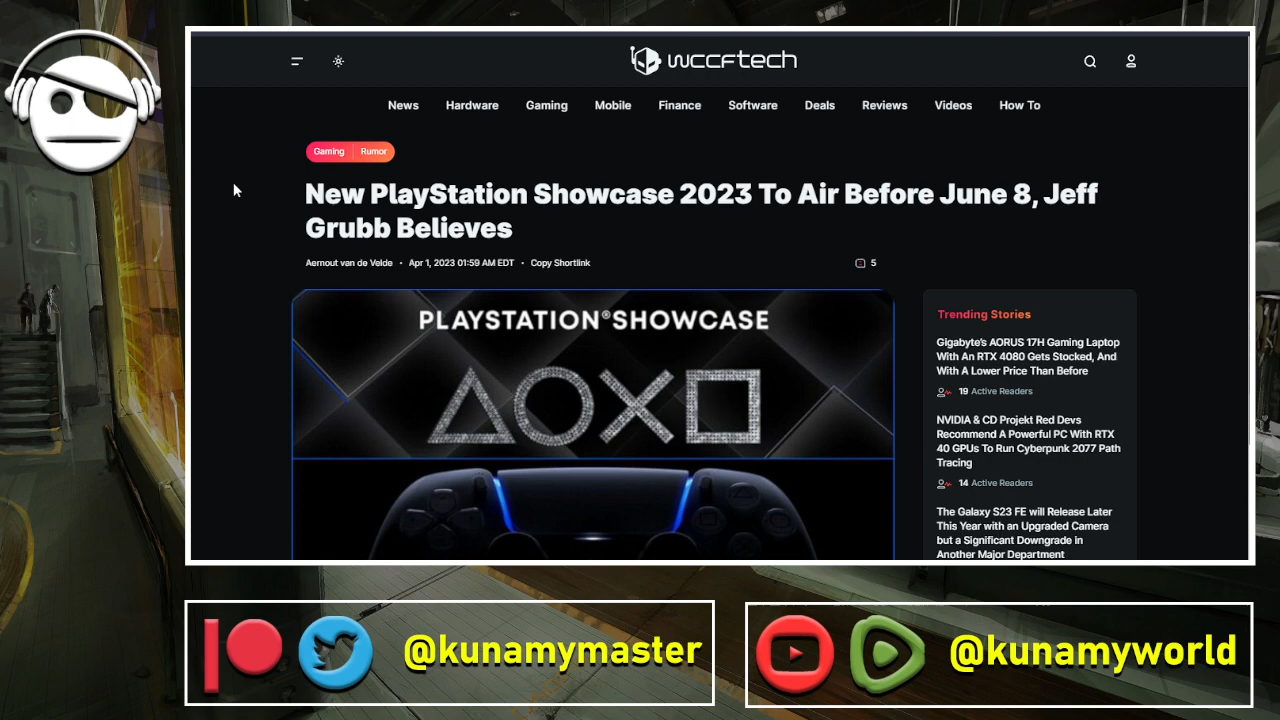 wccftech
News Hardware Gaming Mobile Finance Software Deals Reviews Videos How To
Gaming Rumor
New PlayStation Showcase 2023 To Air Before June 8, Jeff
Grubb Believes
Aernout van de Velde • Apr 1, 2023 01:59 AM EDT • Copy Shortlink
5
PLAYSTATION®SHOWCASE
Trending Stories
Gigabyte's AORUS 17H Gaming Laptop
With An RTX 4080 Gets Stocked, And
With A Lower Price Than Before
19 Active Readers
NVIDIA & CD Projekt Red Devs
Recommend A Powerful PC With RTX
40 GPUs To Run Cyberpunk 2077 Path
Tracing
14 Active Readers
The Galaxy S23 FE will Release Later
This Year with an Upgraded Camera
but a Significant Downgrade in
Another Major Department
@kunamymaster
@kunamyworld